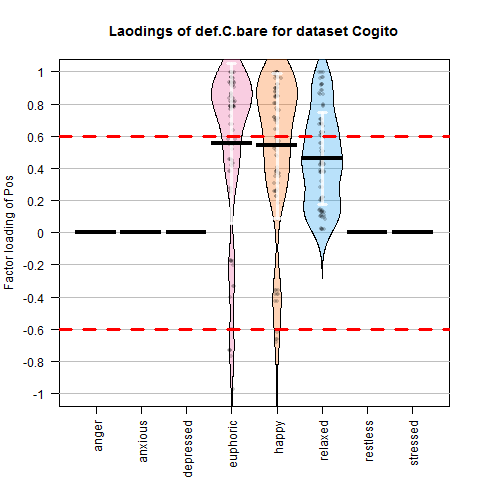 Laodings of def.C.bare for dataset Cogito
Factor loading of Pos
1
0.8
0.6
0.4
0.2
0
-0.2
-0.4
-0.6
-0.8
-1
anger
anxious
depressed
euphoric
happy
relaxed
restless
stressed